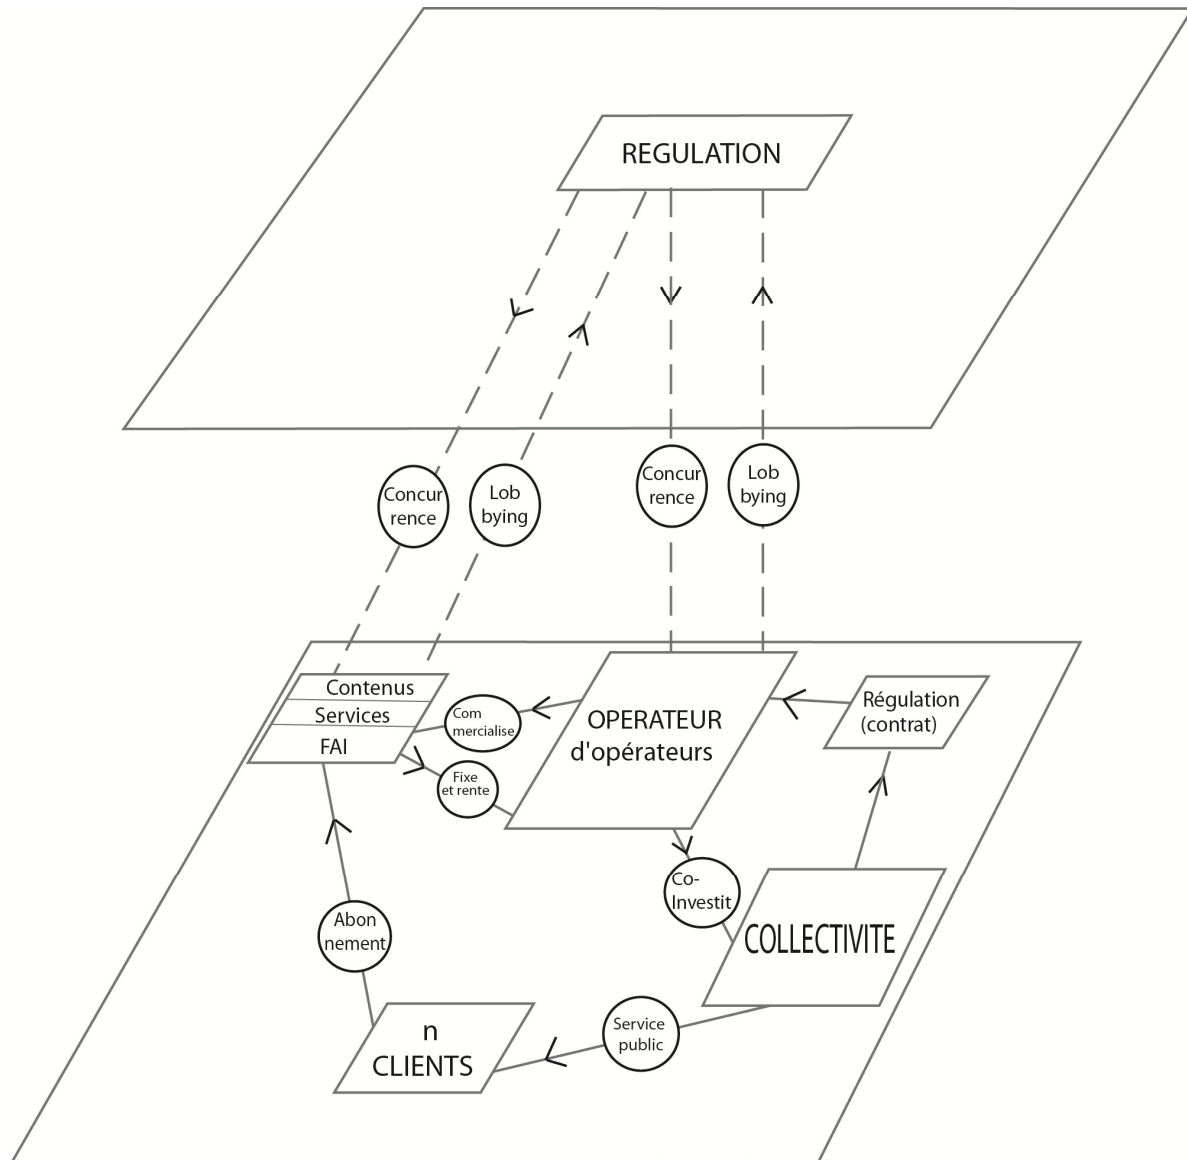 REGULATION
Concur
rence
Lob
bying
Concur
rence
Lob
bying
Contenus
Services
FAI
Com
mercialise
Fixe
et rente
OPERATEUR
d'opérateurs
Régulation
(contrat)
Co-
Investit
COLLECTIVITE
Abon
nement
Service
public
n
CLIENTS